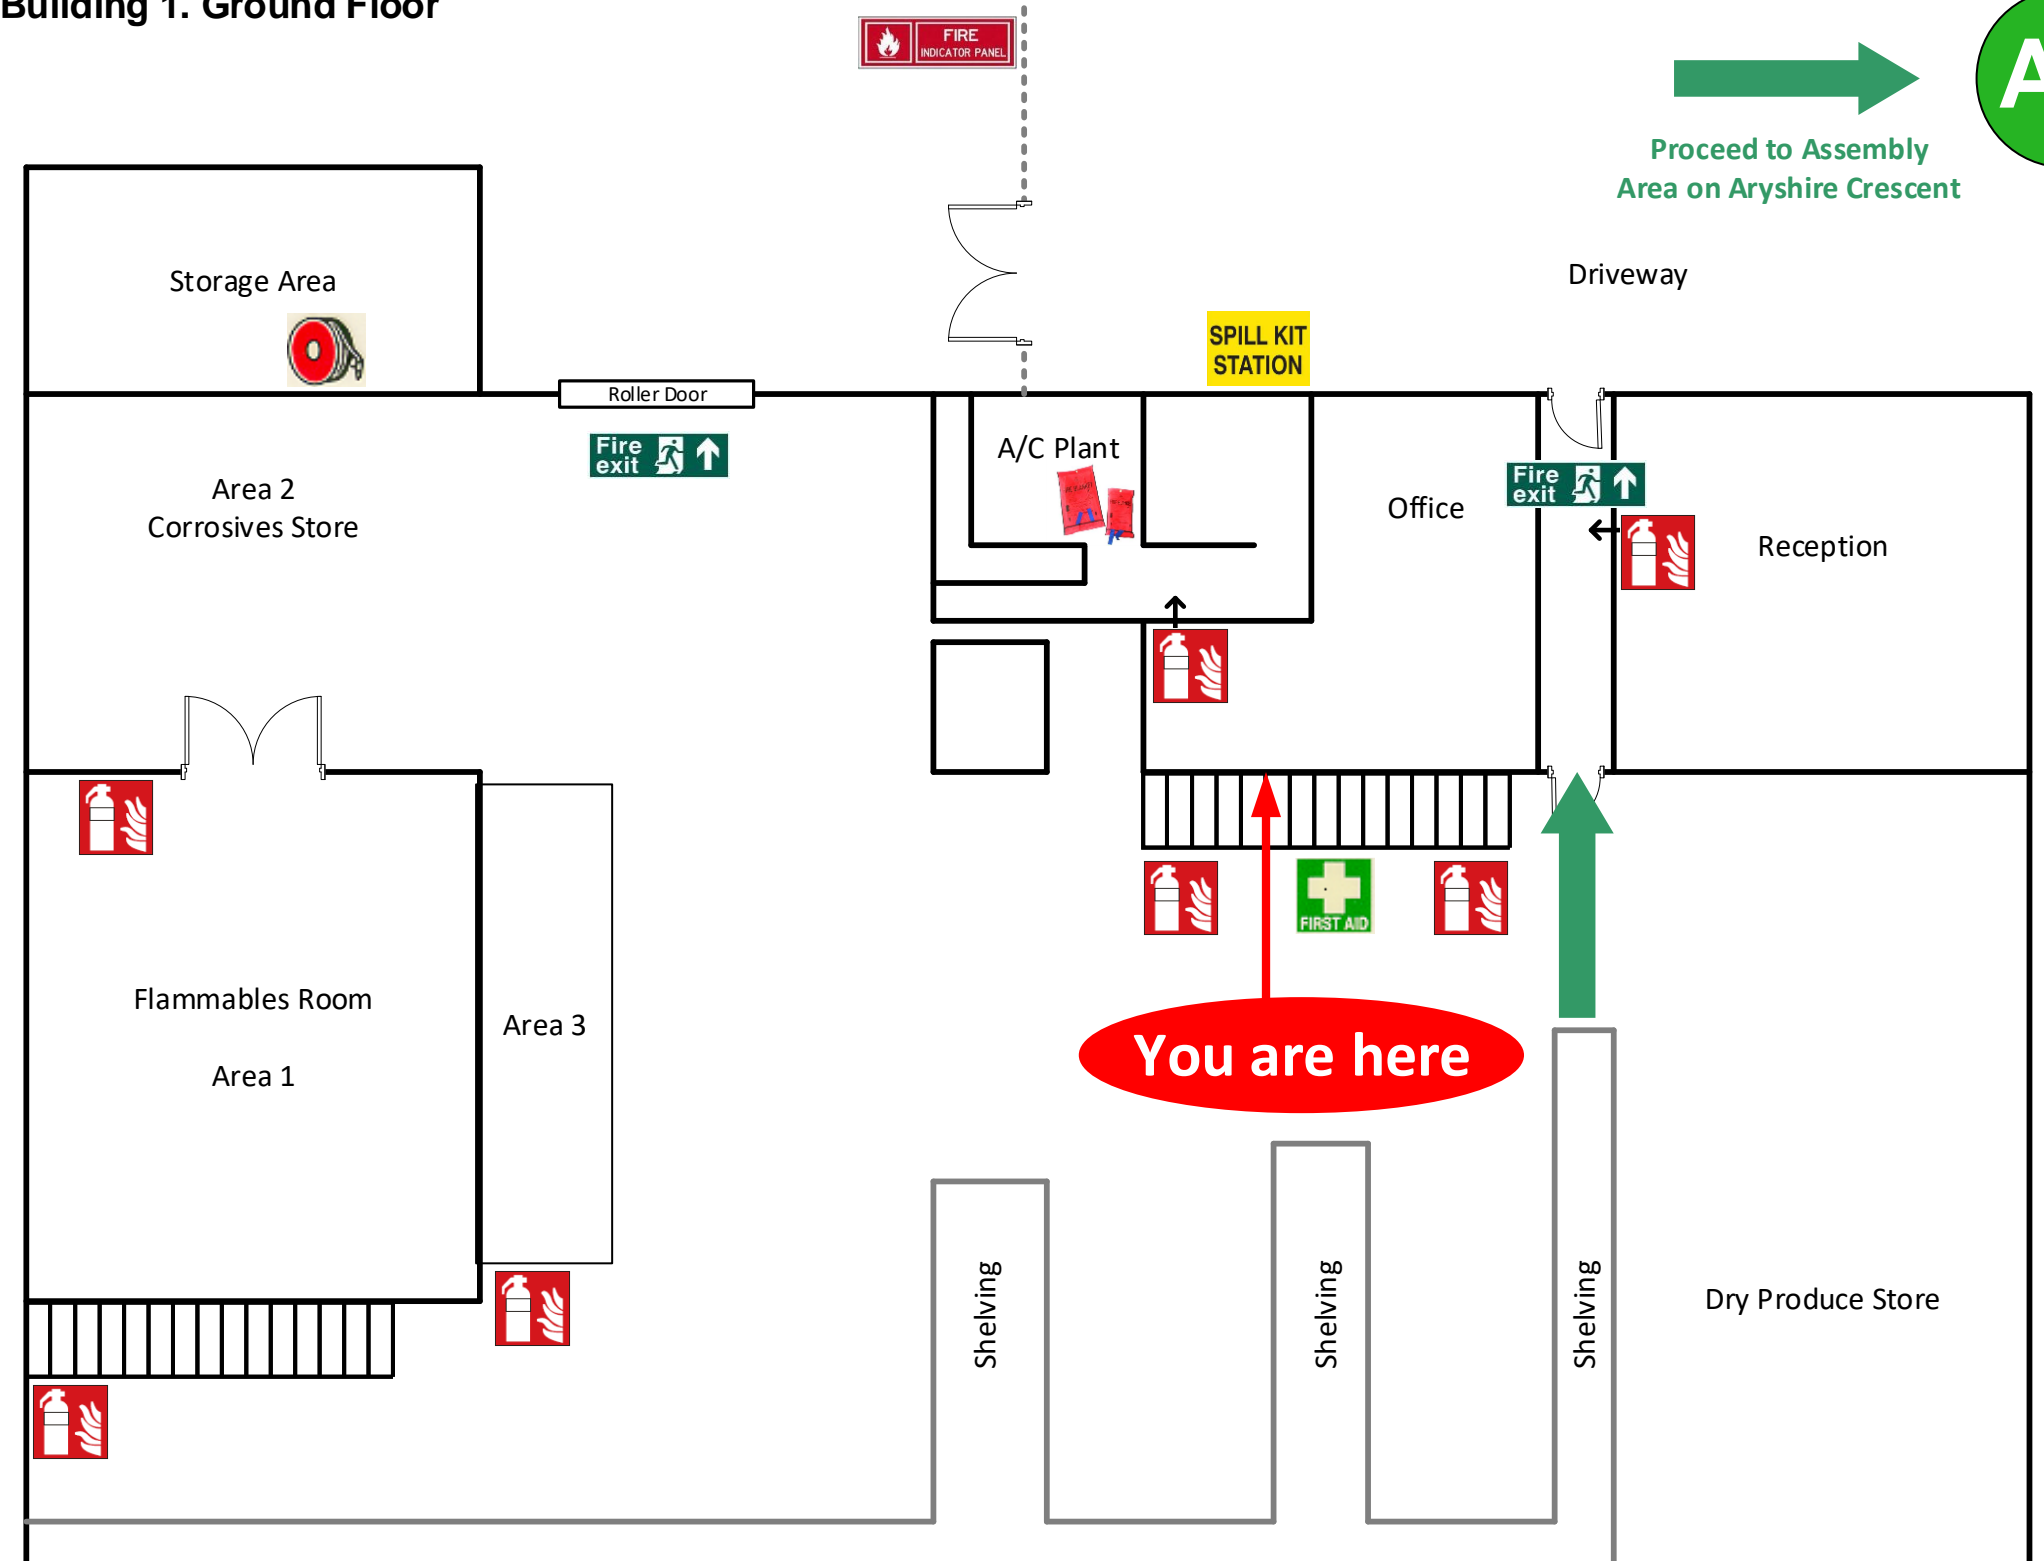 Building 1. Ground Floor
FIRE
INDICATOR PANEL
A
Proceed to Assembly
Area on Aryshire Crescent
Storage Area
Driveway
SPILL KIT
STATION
Roller Door
Fire
exit
A/C Plant
Area 2
Corrosives Store
Office
Fire
exit
Reception
FIRST AID
Flammables Room
Area 1
Area 3
You are here
Shelving
Shelving
Shelving
Dry Produce Store